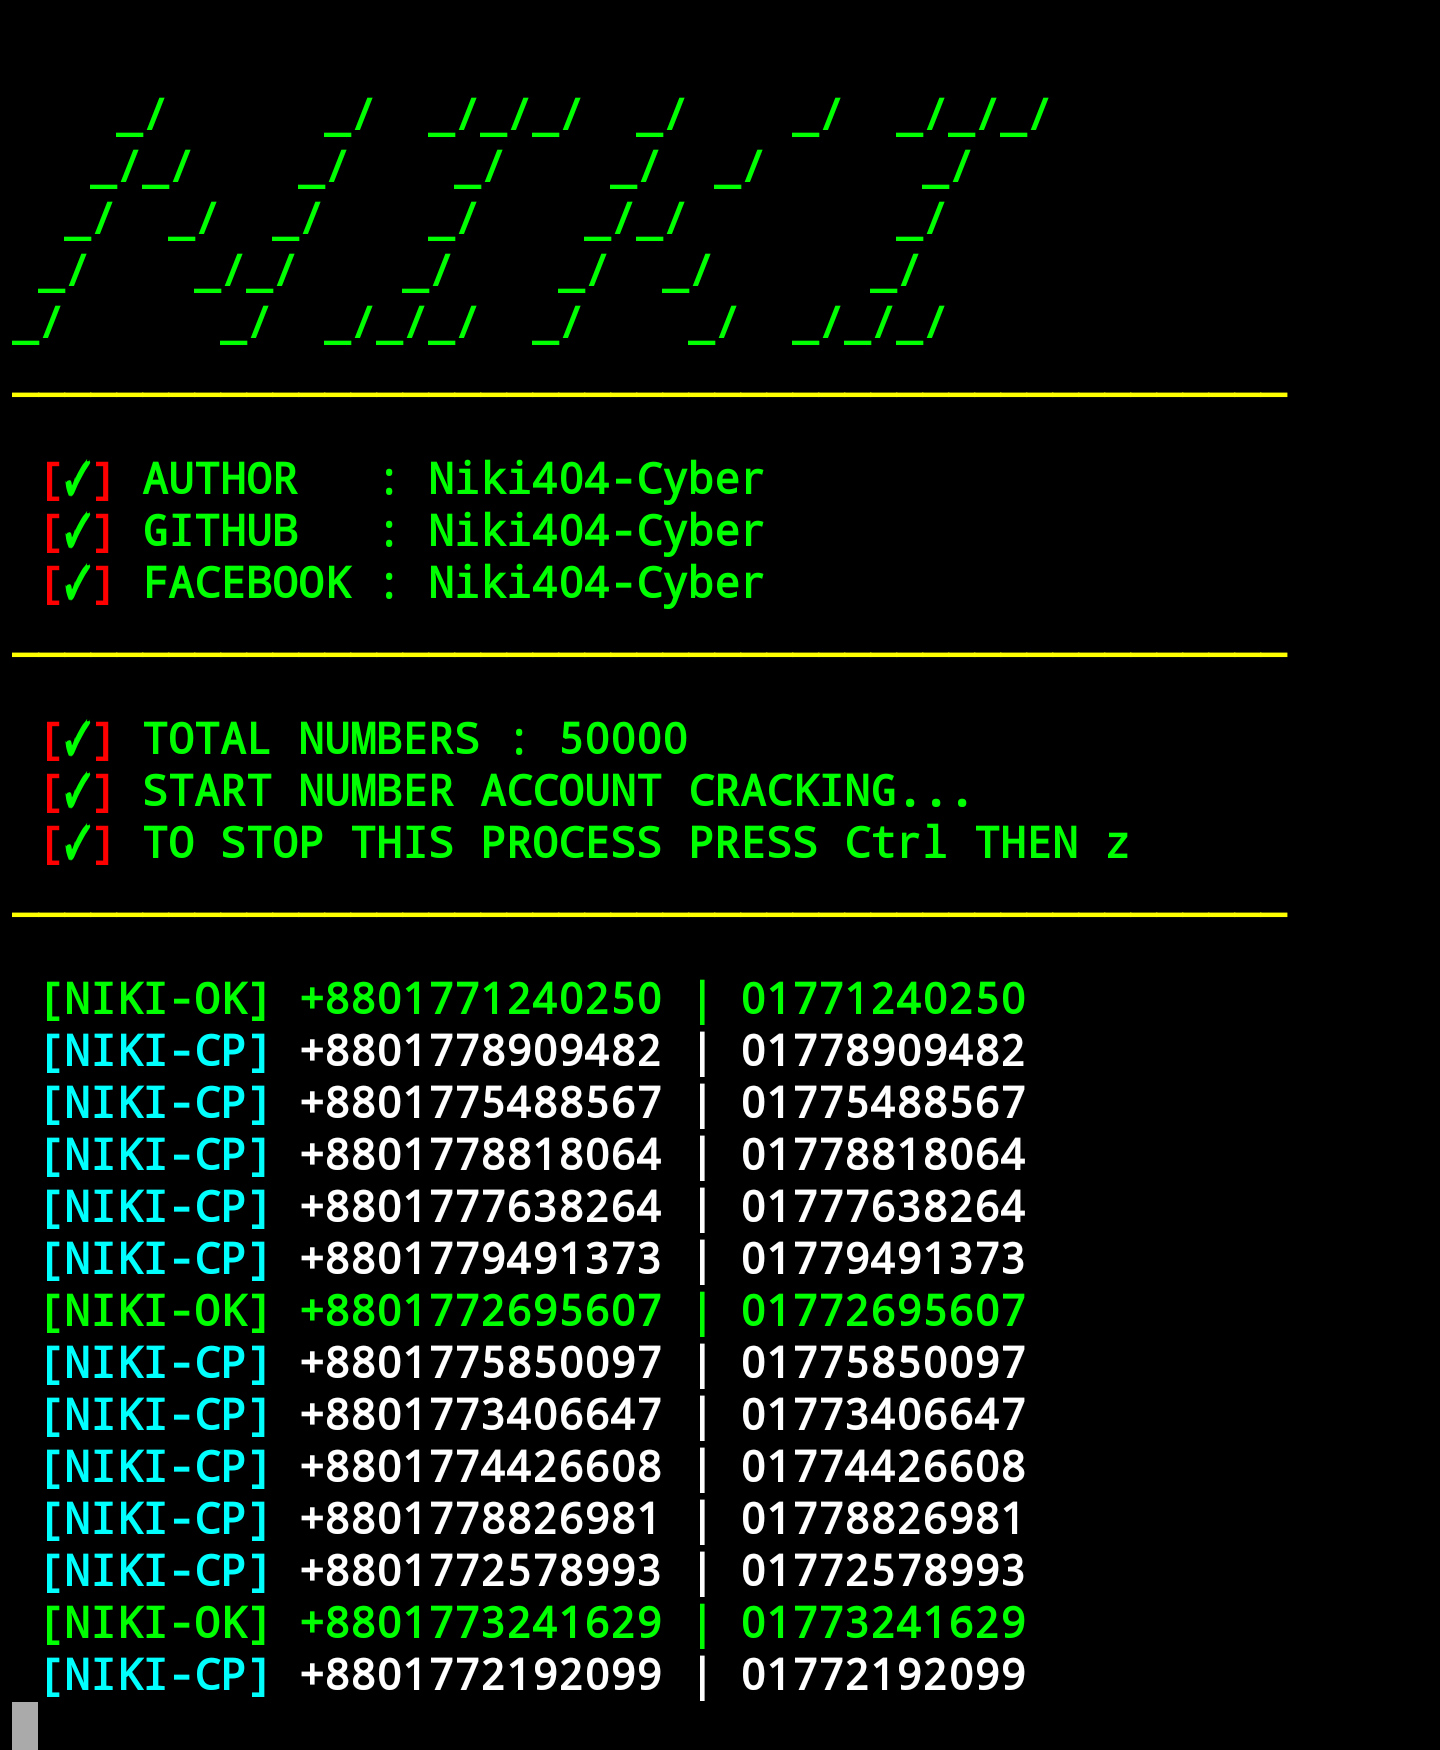 NIKI
[✓] AUTHOR : Niki404-Cyber
[✓] GITHUB : Niki404-Cyber
[✓] FACEBOOK : Niki404-Cyber
[✓] TOTAL NUMBERS : 50000
[✓] START NUMBER ACCOUNT CRACKING...
[✓] TO STOP THIS PROCESS PRESS Ctrl THEN z
[NIKI-OK] +8801771240250 | 01771240250
[NIKI-CP] +8801778909482 | 01778909482
[NIKI-CP] +8801775488567 | 01775488567
[NIKI-CP] +8801778818064 | 01778818064
[NIKI-CP] +8801777638264 | 01777638264
[NIKI-CP] +8801779491373 | 01779491373
[NIKI-OK] +8801772695607 | 01772695607
[NIKI-CP] +8801775850097 | 01775850097
[NIKI-CP] +8801773406647 | 01773406647
[NIKI-CP] +8801774426608 | 01774426608
[NIKI-CP] +8801778826981 | 01778826981
[NIKI-CP] +8801772578993 | 01772578993
[NIKI-OK] +8801773241629 | 01773241629
[NIKI-CP] +8801772192099 | 01772192099